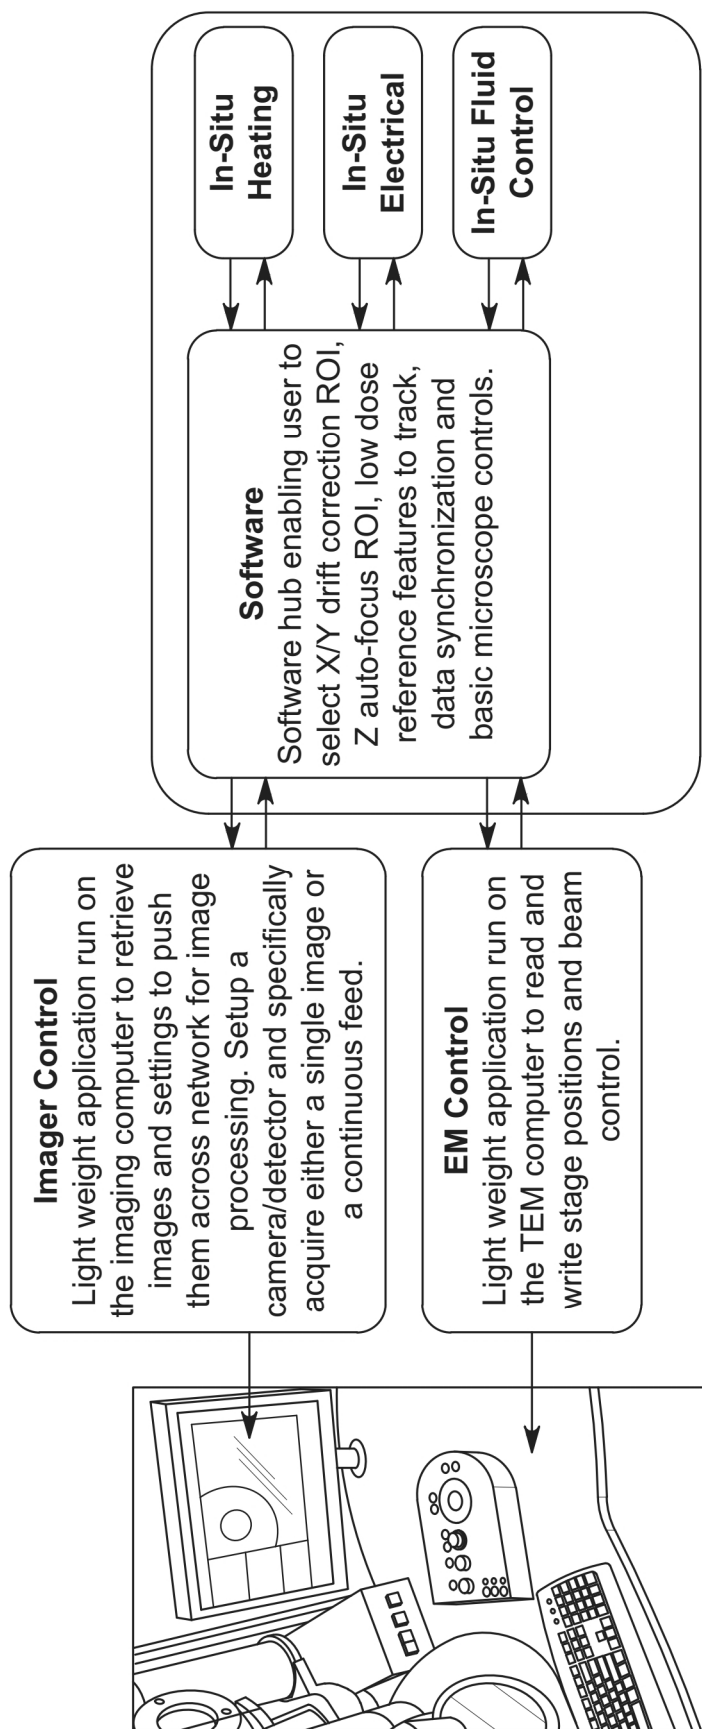 Imager Control
Light weight application run on
the imaging computer to retrieve
images and settings to push
them across network for image
processing. Setup a
camera/detector and specifically
acquire either a single image or
a continuous feed.
EM Control
Light weight application run on
the TEM computer to read and
write stage positions and beam
control.
Software
Software hub enabling user to
select X/Y drift correction ROI,
Z auto-focus ROI, low dose
reference features to track,
data synchronization and
basic microscope controls.
In-Situ
Heating
In-Situ
Electrical
In-Situ Fluid
Control